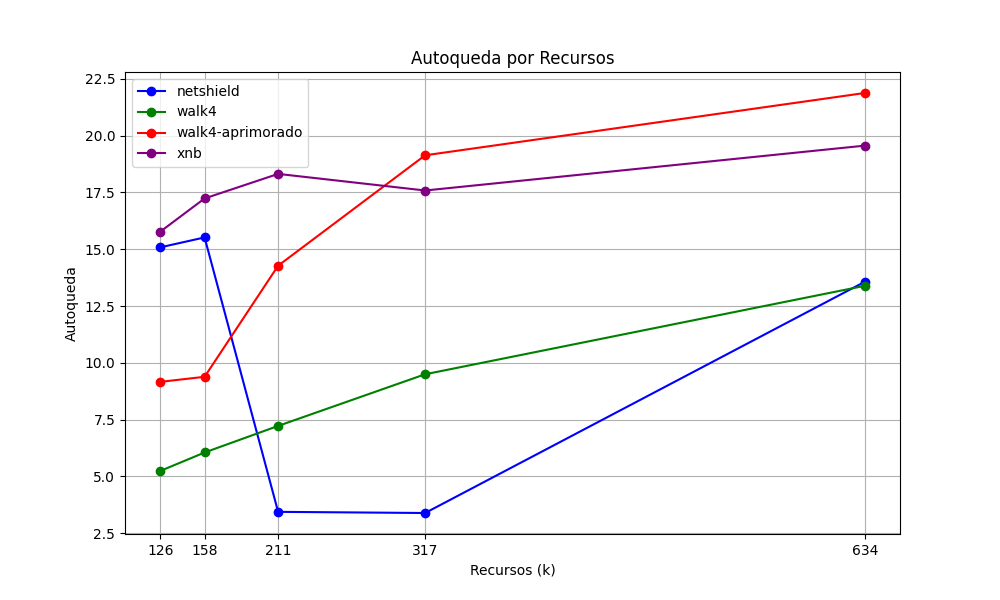 Autoqueda por Recursos
netshield
walk4
walk4-aprimorado
xnb
Autoqueda
22.5
20.0
17.5
15.0
12.5
10.0
7.5
5.0
2.5
126 158 211 317 634
Recursos (k)